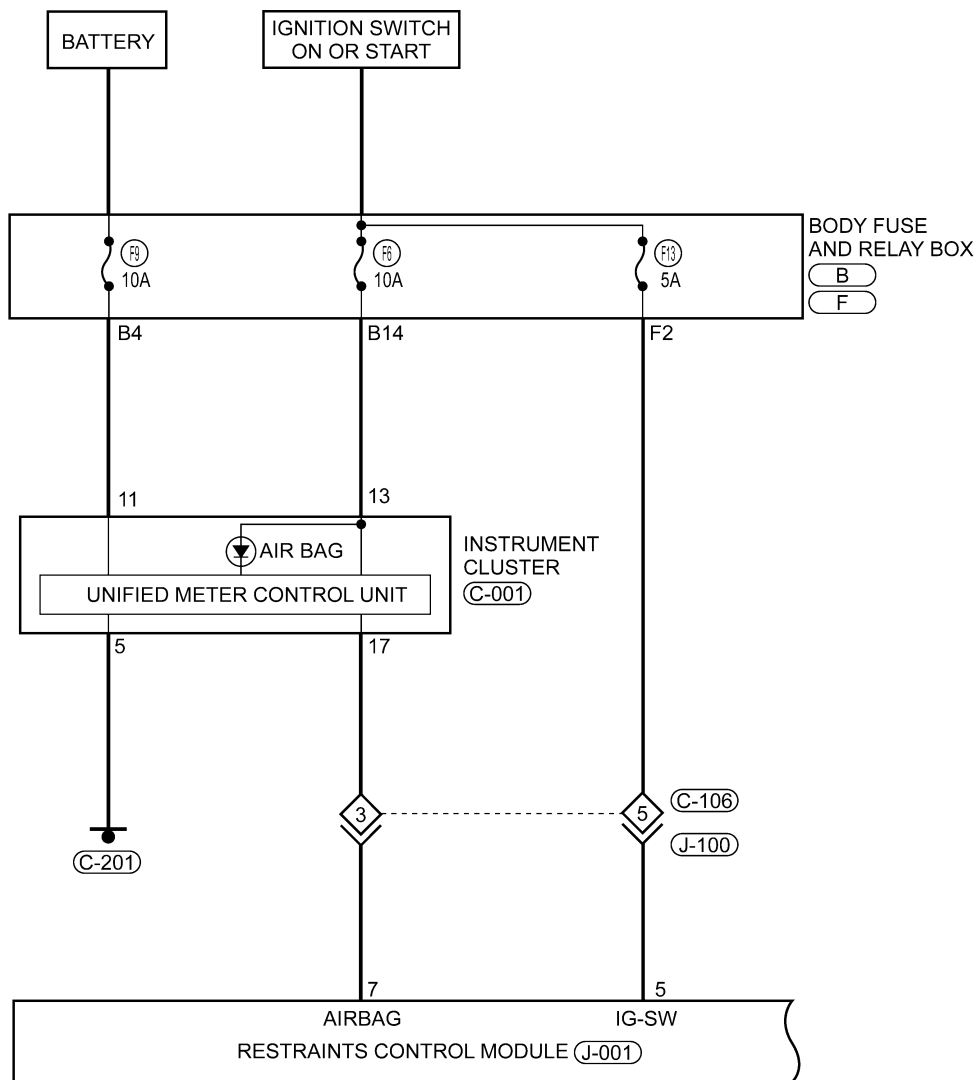 BATTERY
IGNITION SWITCH
ON OR START
BODY FUSE
AND RELAY BOX
B
F
F9
10A
F6
10A
F13
5A
B4
B14
F2
11
13
AIR BAG
INSTRUMENT
CLUSTER
C-001
UNIFIED METER CONTROL UNIT
5
17
3
5
C-106
J-100
C-201
7
5
AIRBAG
IG-SW
RESTRAINTS CONTROL MODULE J-001